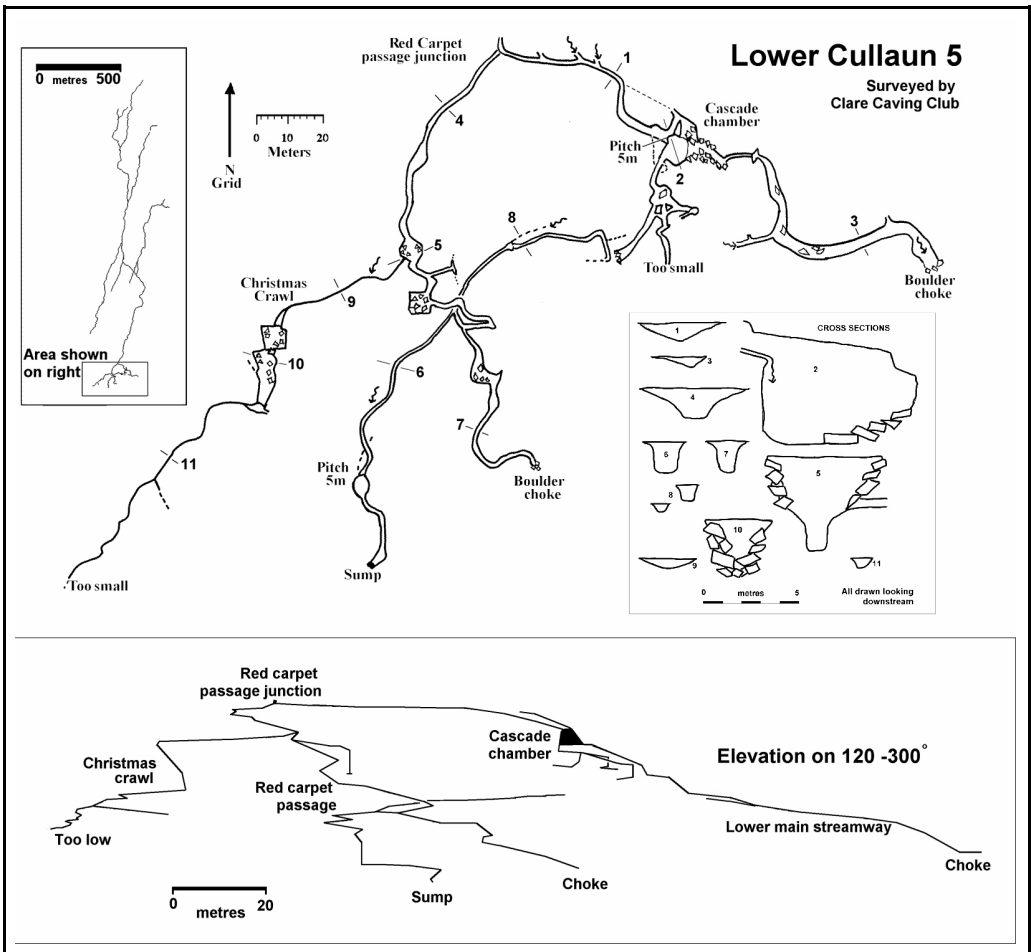 Lower Cullaun 5
Surveyed by
Clare Caving Club
0 metres 500
Area shown
on right
N
Grid
0 10 20
Meters
Red Carpet
passage junction
1
4
Cascade
chamber
Pitch
5m
2
3
Boulder
choke
Too small
8
5
Christmas
Crawl
9
10
6
7
11
Pitch
5m
Boulder
choke
Sump
Too small
CROSS SECTIONS
1
2
3
4
5
6
7
8
9
10
11
0 metres 5
All drawn looking
downstream
Red carpet
passage junction
Cascade
chamber
Elevation on 120 -300°
Christmas
crawl
Red carpet
passage
Lower main streamway
Too low
Choke
Choke
Sump
0 20
metres